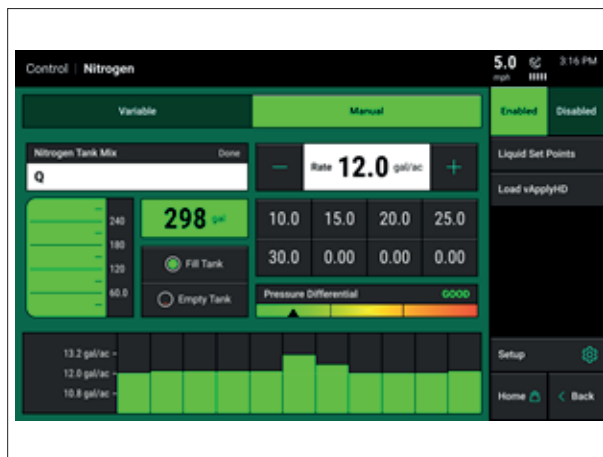 Control | Nitrogen
5.0 mph
3:16 PM
Variable
Manual
Enabled
Disabled
Nitrogen Tank Mix
Done
Q
Rate 12.0 gal/ac
Liquid Set Points
Load vApplyHD
240
180
120
60.0
298 gal
Fill Tank
Empty Tank
10.0 15.0 20.0 25.0
30.0 0.00 0.00 0.00
Pressure Differential
GOOD
13.2 gal/ac
12.0 gal/ac
10.8 gal/ac
Setup
Home
< Back